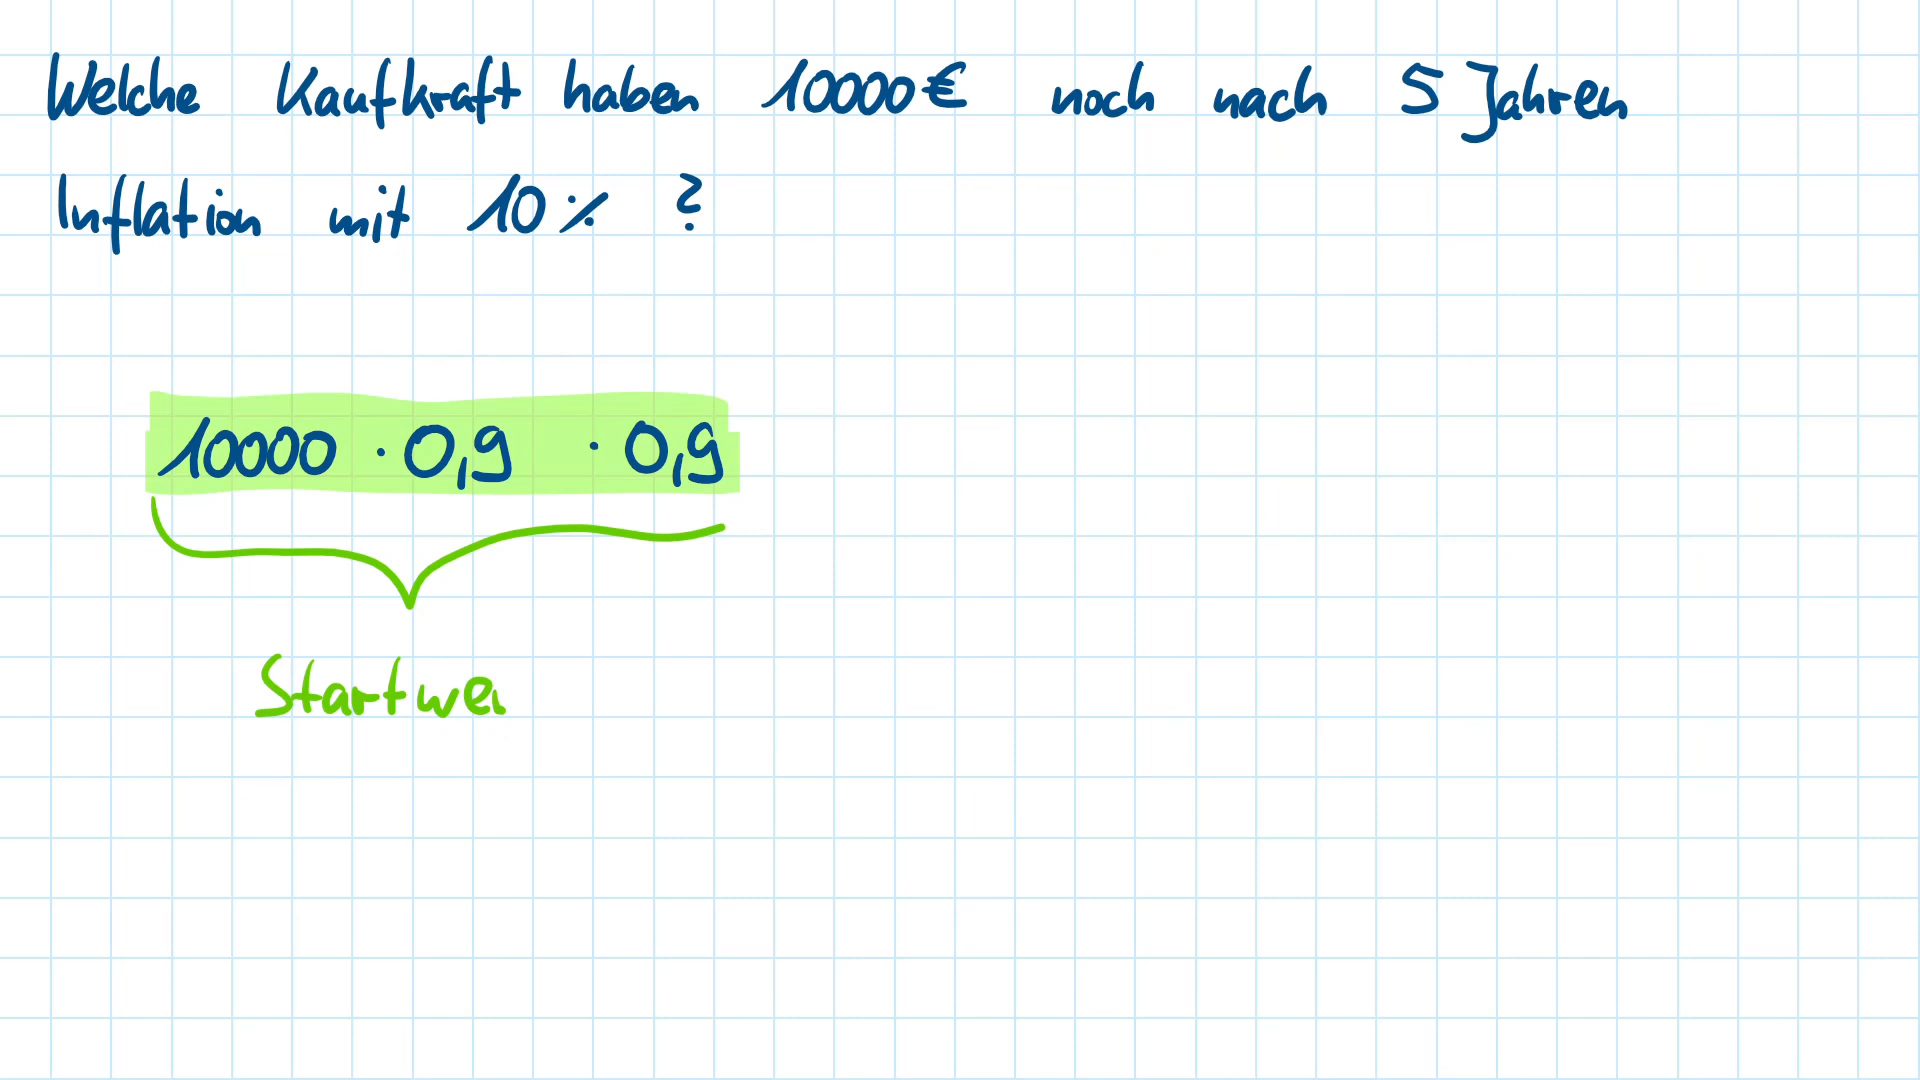 Welche Kaufkraft haben 10000€ noch nach 5 Jahren
Inflation mit 10% ?
10000 · 0,9 · 0,9
Startwer